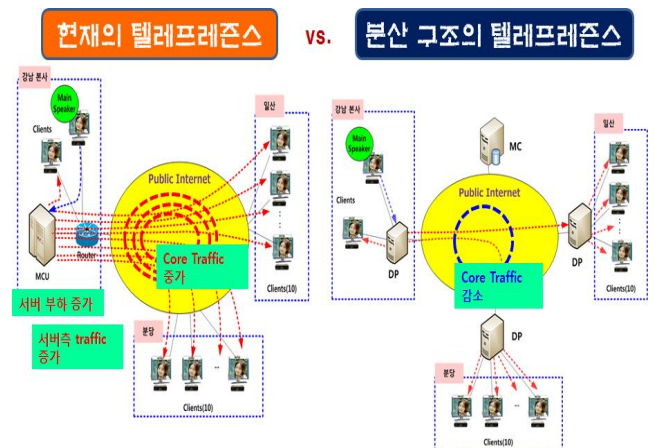 현재의 텔레프레즌스
vs.
분산 구조의 텔레프레즌스
강남 본사
Main
Speaker
Clients
MCU
Router
서버 부하 증가
서버측 traffic
증가
Public Internet
Core Traffic
증가
일산
Clients(10)
분당
Clients(10)
강남 본사
Main
Speaker
Clients
DP
MC
Public Internet
Core Traffic
감소
일산
DP
Clients(10)
DP
분당
Clients(10)